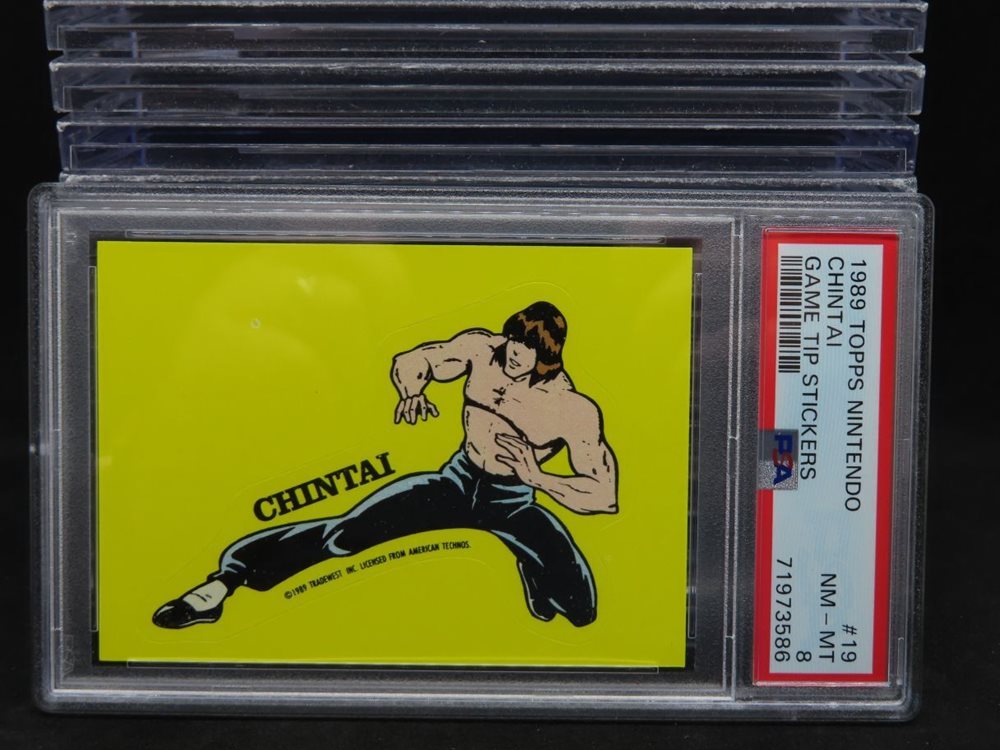 CHINTAI
©1989 TRADEWEST INC. LICENSED FROM AMERICAN TECHNOS.
1989 TOPPS NINTENDO #19
CHINTAI NM - MT
GAME TIP STICKERS 8
PSA 71973586